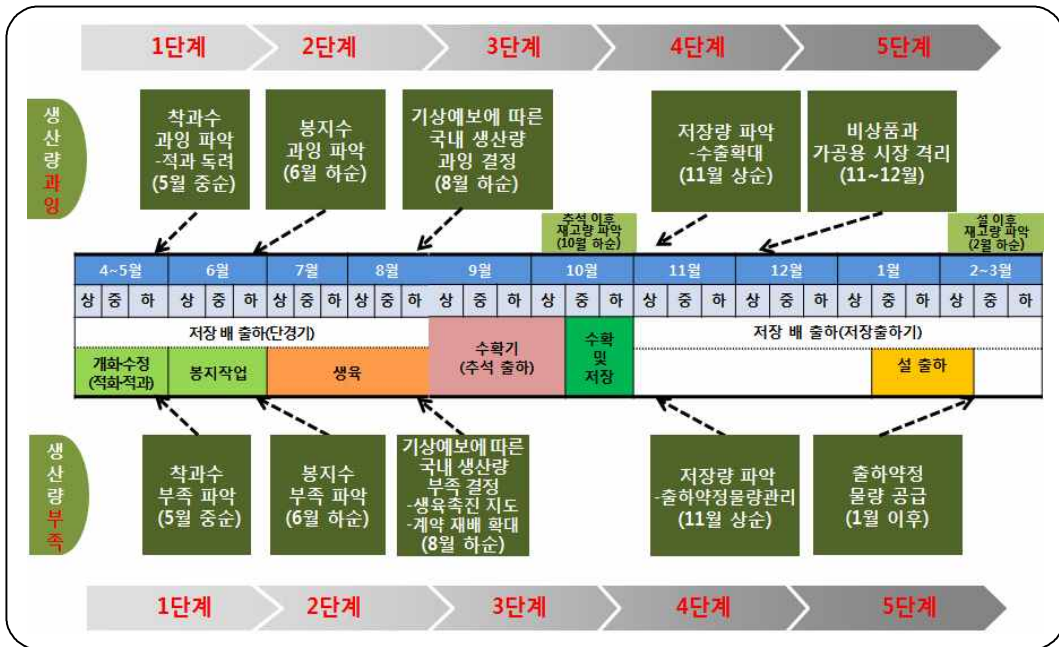 1단계 2단계 3단계 4단계 5단계
생
산
량
과
잉
착과수
과잉 파악
-적과 독려
(5월 중순)
봉지수
과잉 파악
(6월 하순)
기상예보에 따른
국내 생산량
과잉 결정
(8월 하순)
저장량 파악
-수출확대
(11월 상순)
비상품과
가공용 시장 격리
(11~12월)
추석 이후
재고량 파악
(10월 하순)
설 이후
재고량 파악
(2월 하순)
4~5월 6월 7월 8월 9월 10월 11월 12월 1월 2~3월
상 중 하 상 중 하 상 중 하 상 중 하 상 중 하 상 중 하 상 중 하 상 중 하 상 중 하 상 중 하
저장 배 출하(단경기)
개화·수정
(적화·적과)
봉지작업
생육
수확기
(추석 출하)
수확
및
저장
저장 배 출하(저장출하기)
설 출하
생
산
량
부
족
착과수
부족 파악
(5월 중순)
봉지수
부족 파악
(6월 하순)
기상예보에 따른
국내 생산량
부족 결정
-생육촉진 지도
-계약 재배 확대
(8월 하순)
저장량 파악
-출하약정물량관리
(11월 상순)
출하약정
물량 공급
(1월 이후)
1단계 2단계 3단계 4단계 5단계